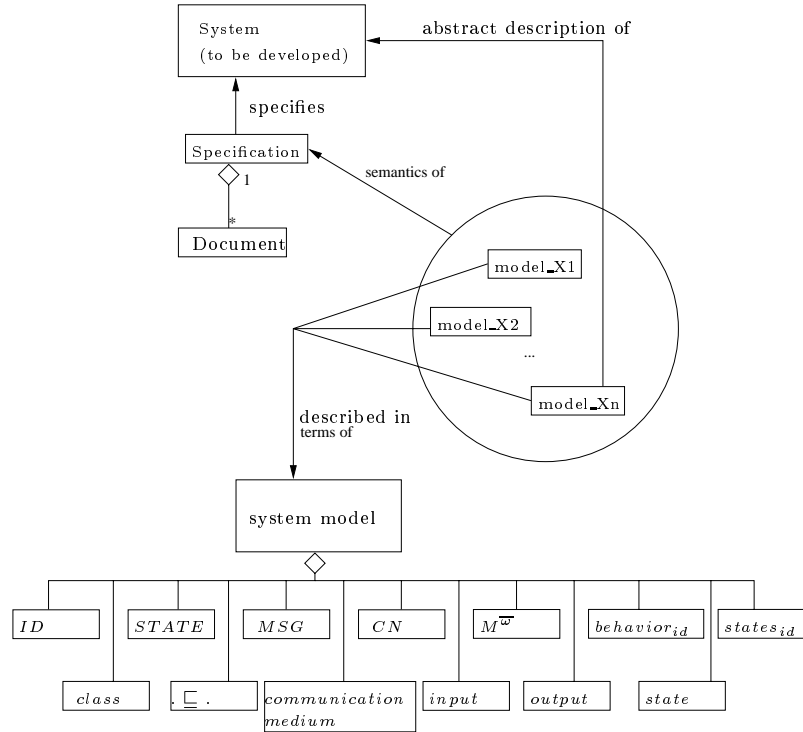 System
(to be developed)
abstract description of
specifies
Specification
1
semantics of
*
Document
model_X1
model_X2
...
model_Xn
described in
terms of
system model
ID
STATE
MSG
CN
M^ω̅
behavior_id
states_id
class
. ⊑ .
communication
medium
input
output
state